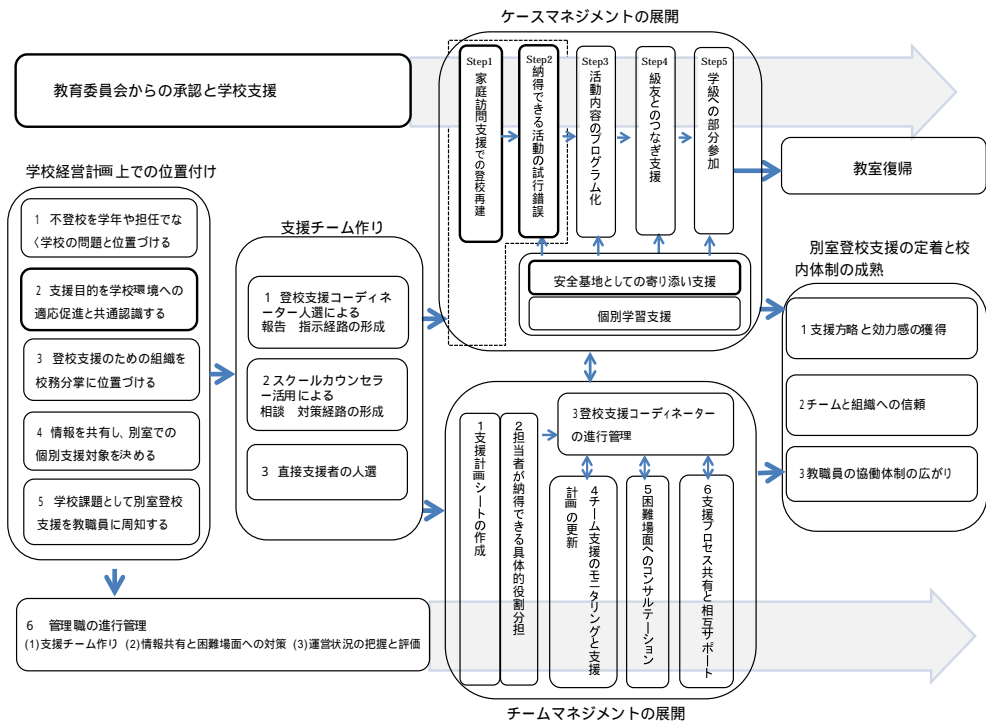 ケースマネジメントの展開
教育委員会からの承認と学校支援
Step1
家庭訪問支援での登校再建
Step2
納得できる活動の試行錯誤
Step3
活動内容のプログラム化
Step4
級友とのつなぎ支援
Step5
学級への部分参加
教室復帰
安全基地としての寄り添い支援
個別学習支援
学校経営計画上での位置付け
1 不登校を学年や担任でな
く学校の問題と位置づける
2 支援目的を学校環境への
適応促進と共通認識する
3 登校支援のための組織を
校務分掌に位置づける
4 情報を共有し、別室での
個別支援対象を決める
5 学校課題として別室登校
支援を教職員に周知する
支援チーム作り
1 登校支援コーディネ
ーター人選による
報告 指示経路の形成
2スクールカウンセラ
ー活用による
相談 対策経路の形成
3 直接支援者の人選
別室登校支援の定着と校
内体制の成熟
1支援方略と効力感の獲得
2チームと組織への信頼
3教職員の協働体制の広がり
1支援計画シートの作成
2担当者が納得できる具体的役割分担
3登校支援コーディネーター
の進行管理
4チーム支援のモニタリングと支援
計画の更新
5困難場面へのコンサルテーション
6支援プロセス共有と相互サポート
6 管理職の進行管理
(1)支援チーム作り (2)情報共有と困難場面への対策 (3)運営状況の把握と評価
チームマネジメントの展開